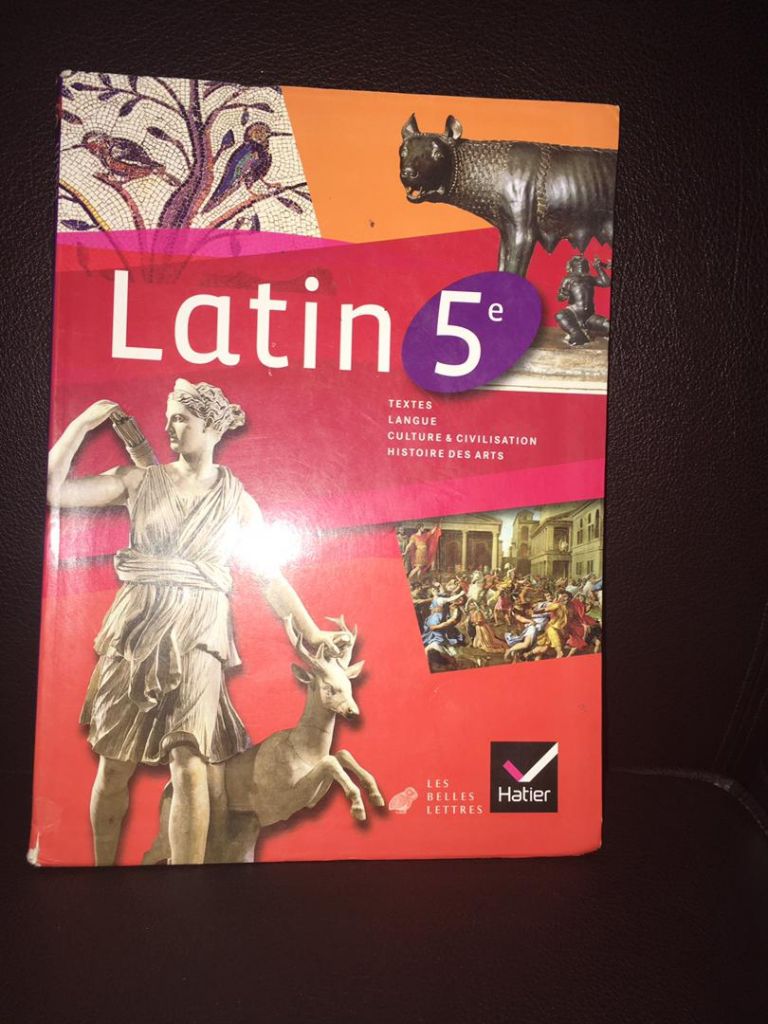 Latin 5e
TEXTES
LANGUE
CULTURE & CIVILISATION
HISTOIRE DES ARTS
LES
BELLES
LETTRES
Hatier